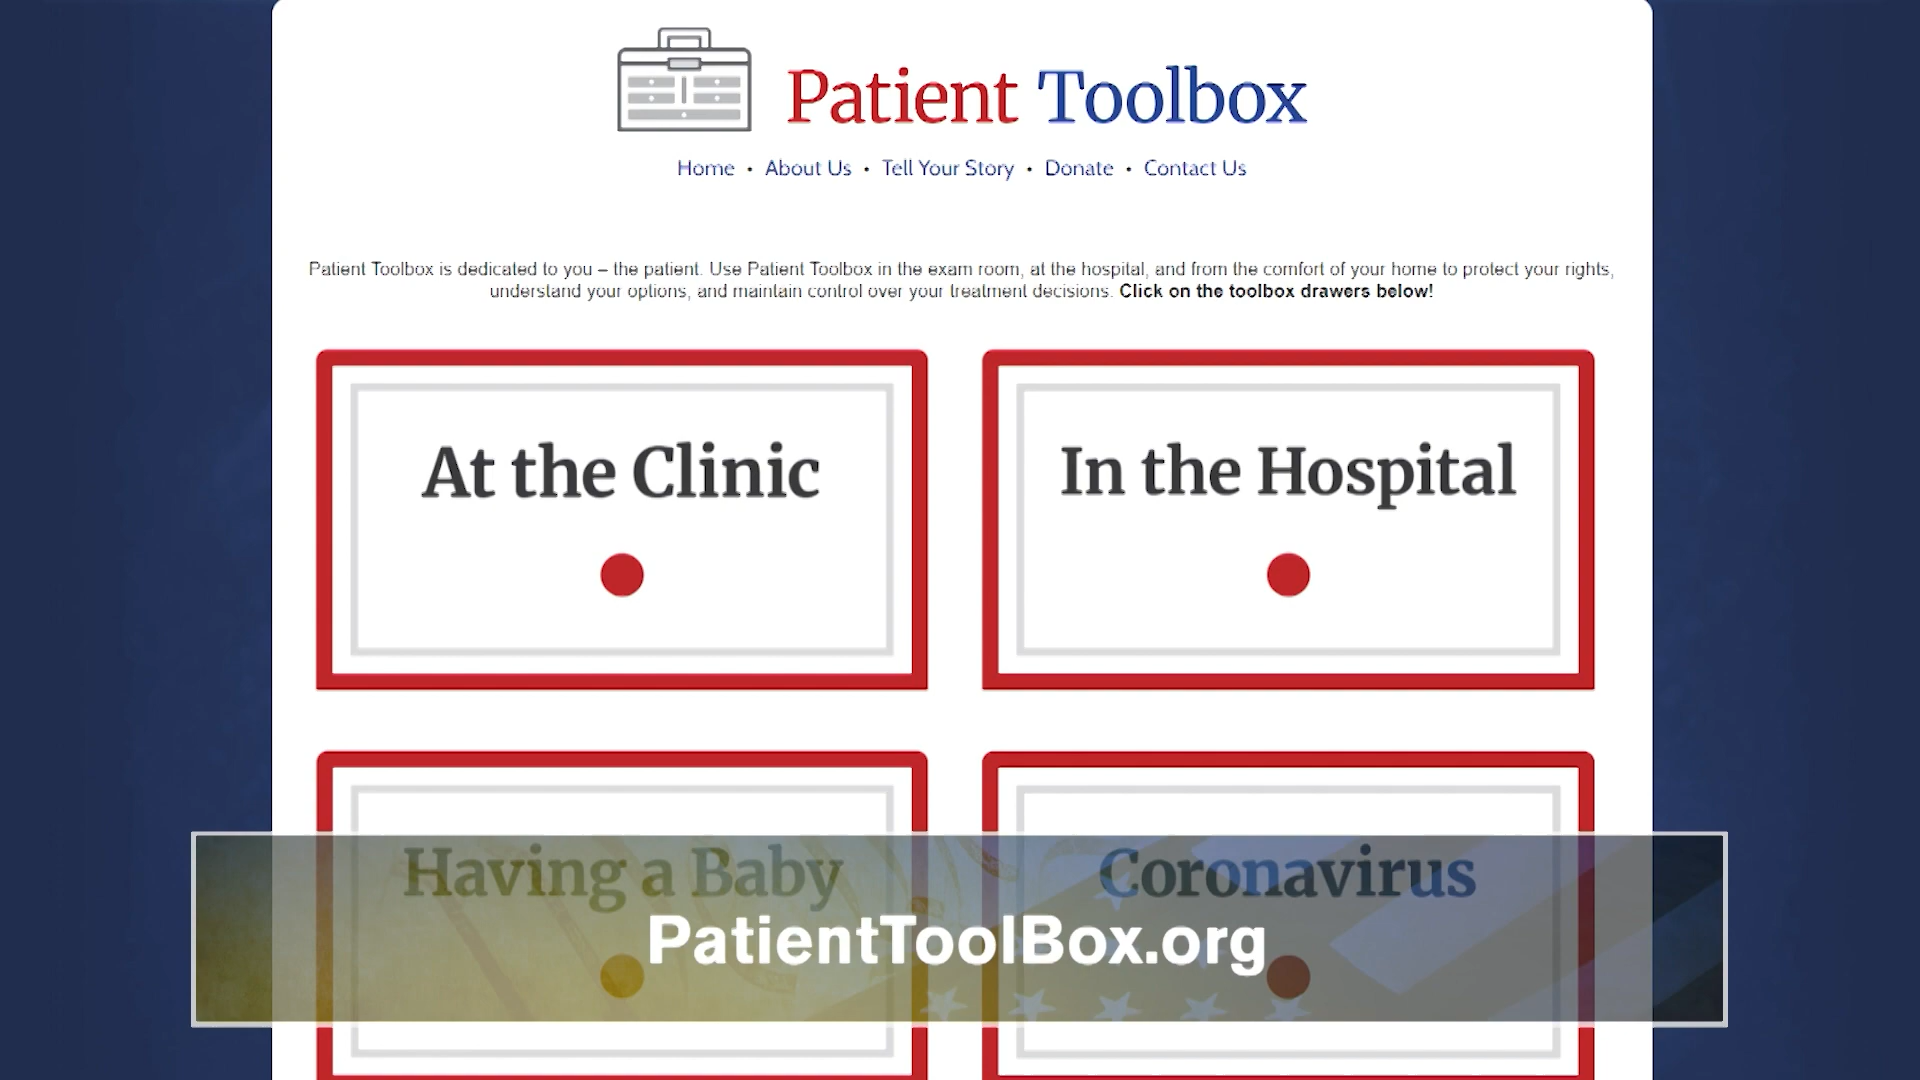 Patient Toolbox
Home • About Us • Tell Your Story • Donate • Contact Us
Patient Toolbox is dedicated to you – the patient. Use Patient Toolbox in the exam room, at the hospital, and from the comfort of your home to protect your rights,
understand your options, and maintain control over your treatment decisions. Click on the toolbox drawers below!
At the Clinic
In the Hospital
Having a Baby
Coronavirus
PatientToolBox.org